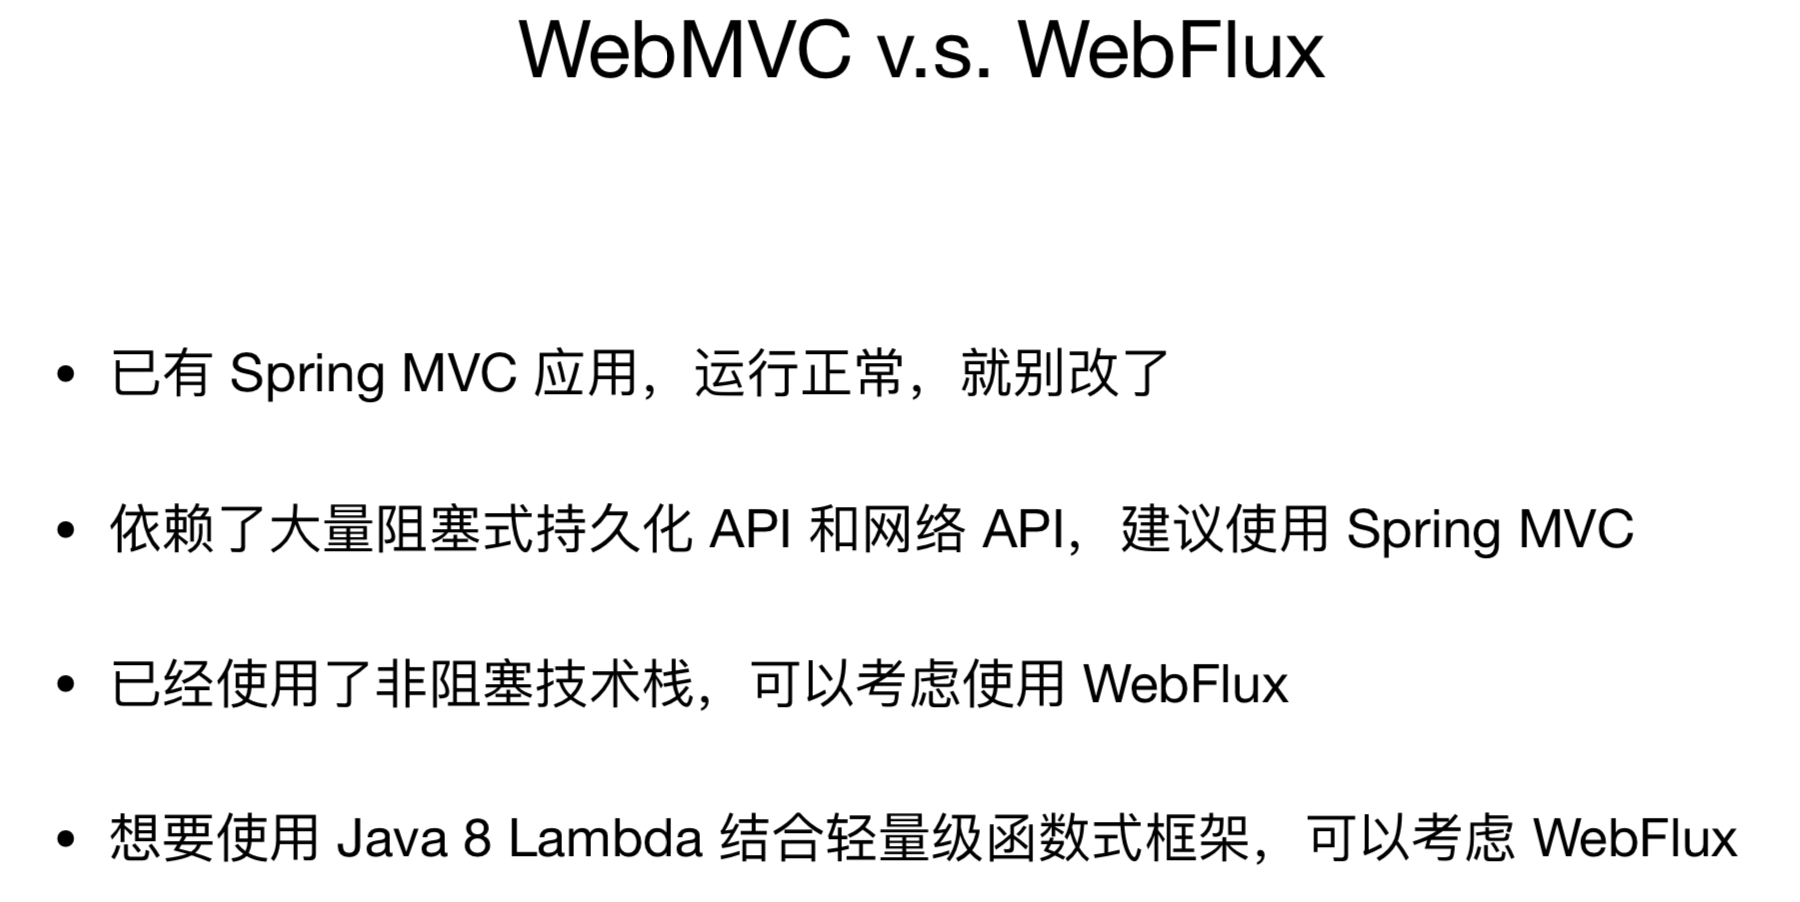 WebMVC v.s. WebFlux
• 已有 Spring MVC 应用，运行正常，就别改了
• 依赖了大量阻塞式持久化 API 和网络 API，建议使用 Spring MVC
• 已经使用了非阻塞技术栈，可以考虑使用 WebFlux
• 想要使用 Java 8 Lambda 结合轻量级函数式框架，可以考虑 WebFlux